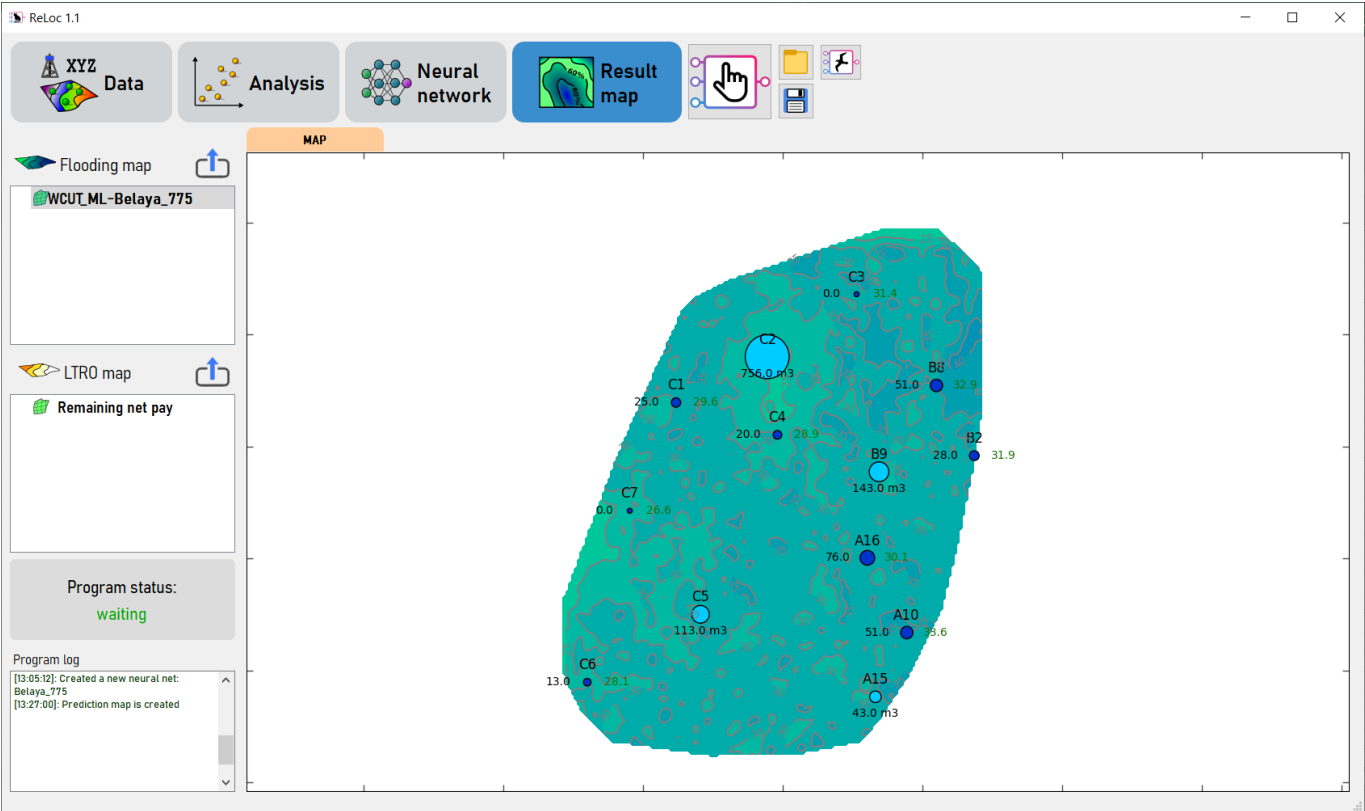 ReLoc 1.1
XYZ
Data
Analysis
Neural
network
60%
80%
Result
map
MAP
Flooding map
WCUT_ML-Belaya_775
LTRO map
Remaining net pay
Program status:
waiting
Program log
[13:05:12]: Created a new neural net:
Belaya_775
[13:27:00]: Prediction map is created
C3
0.0 31.4
C2
756.0 m3
B8
51.0 32.9
C1
25.0 29.6
C4
20.0 28.9
B2
28.0 31.9
B9
143.0 m3
C7
0.0 26.6
A16
76.0 30.1
C5
113.0 m3
A10
51.0 33.6
C6
13.0 28.1
A15
43.0 m3